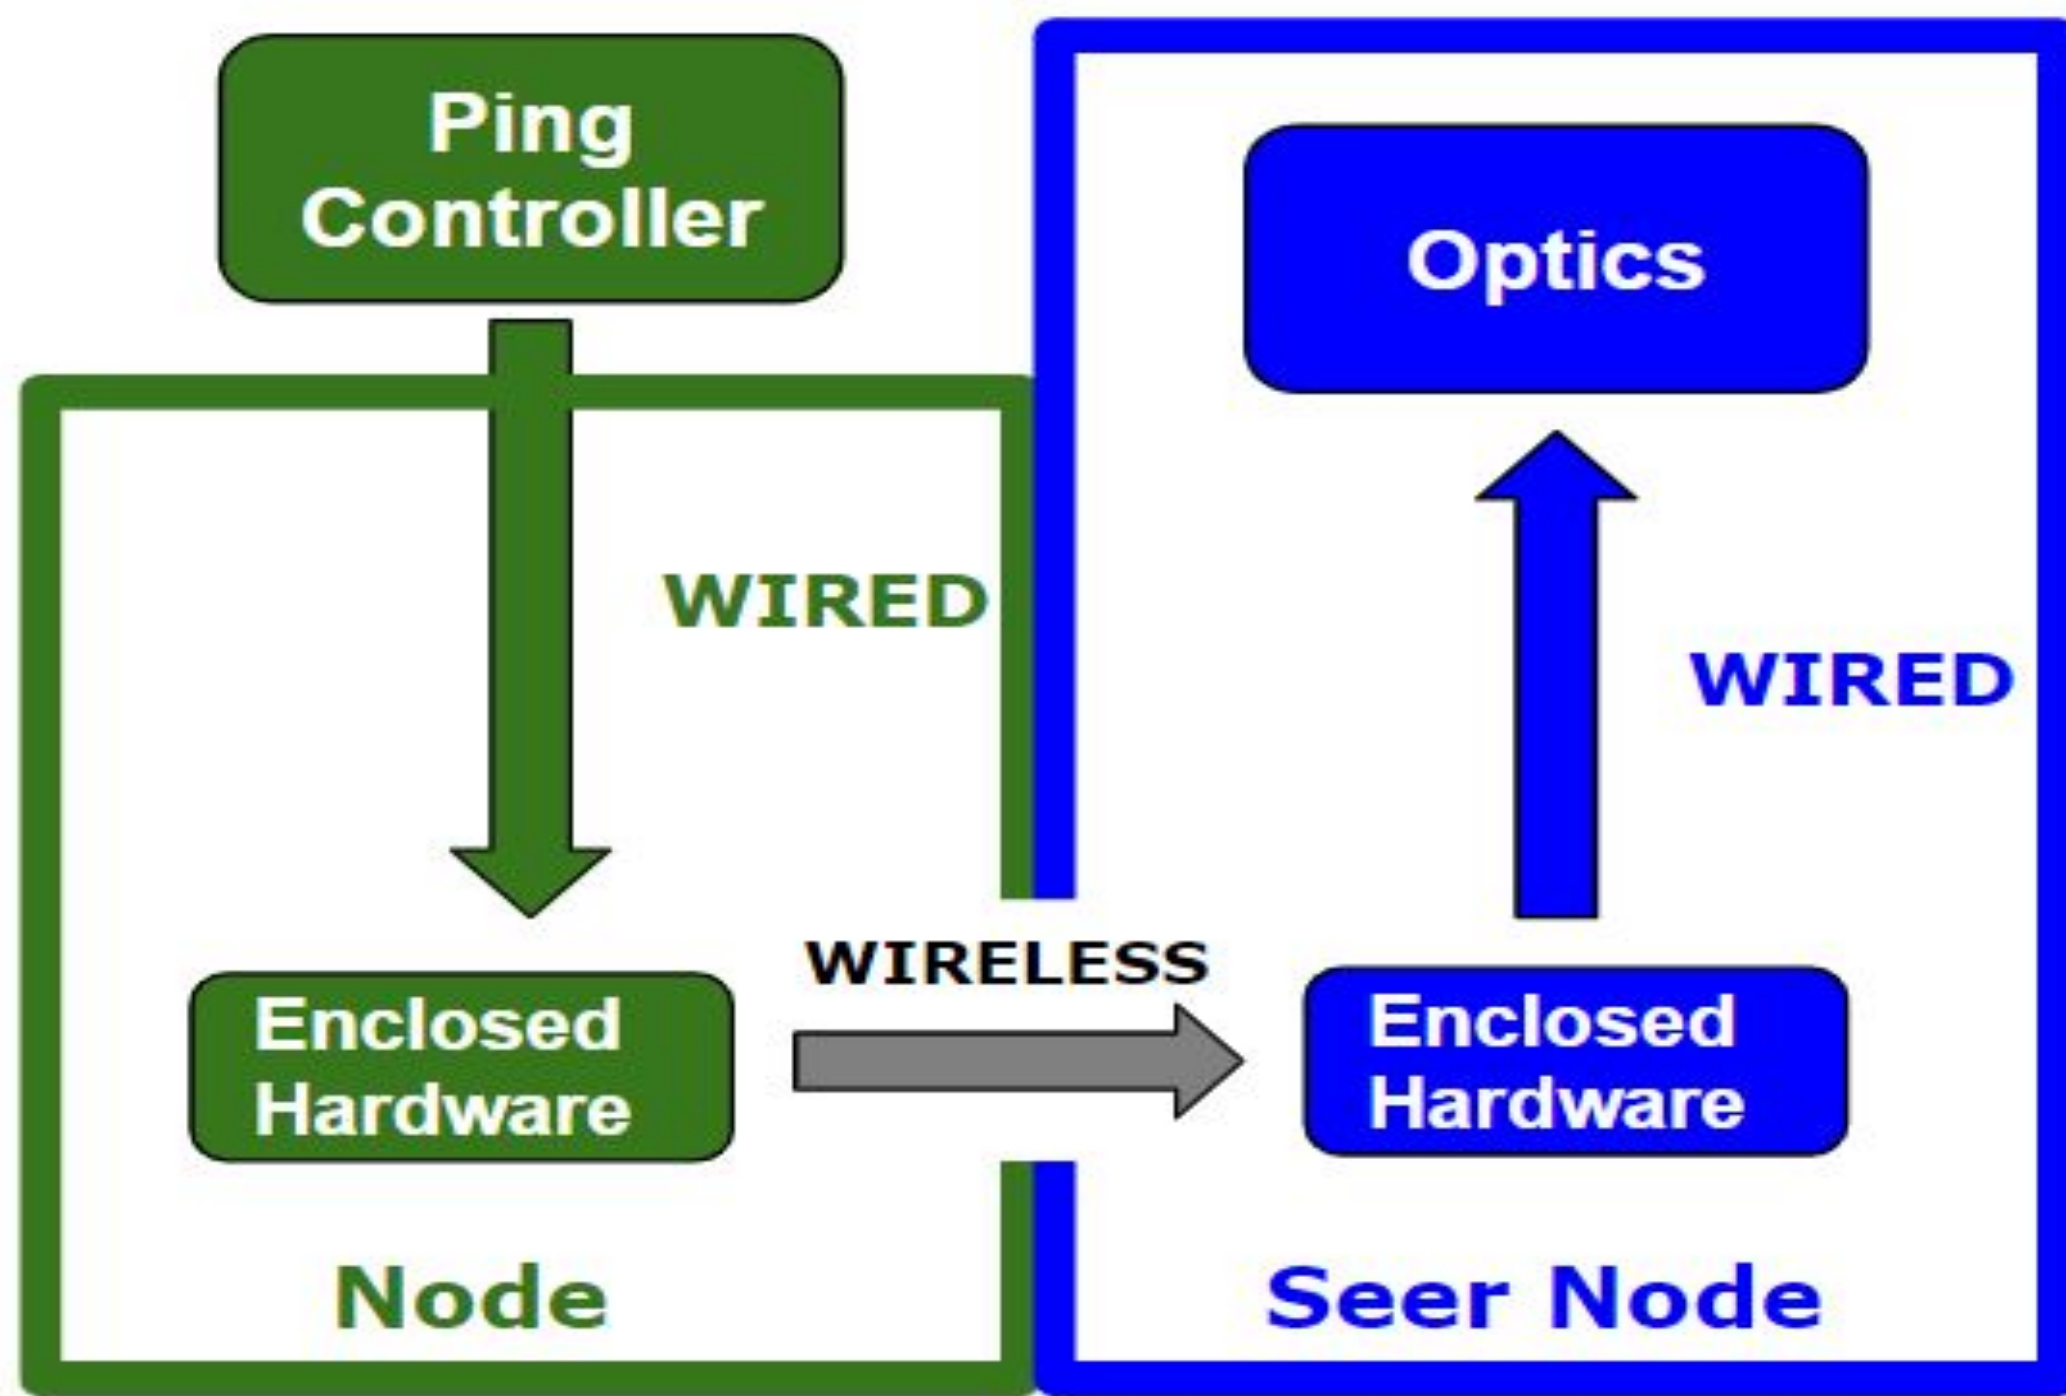 Ping
Controller
Optics
WIRED
WIRED
WIRELESS
Enclosed
Hardware
Enclosed
Hardware
Node
Seer Node